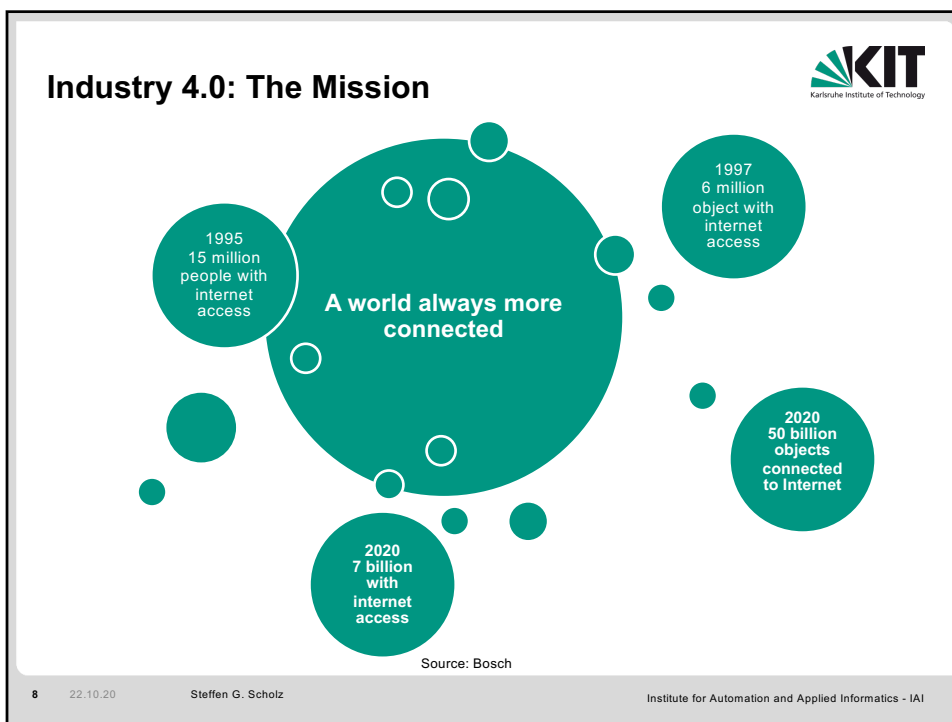 Industry 4.0: The Mission
KIT
Karlsruhe Institute of Technology
1995
15 million
people with
internet
access
A world always more
connected
1997
6 million
object with
internet
access
2020
50 billion
objects
connected
to Internet
2020
7 billion
with
internet
access
Source: Bosch
8 22.10.20 Steffen G. Scholz Institute for Automation and Applied Informatics - IAI